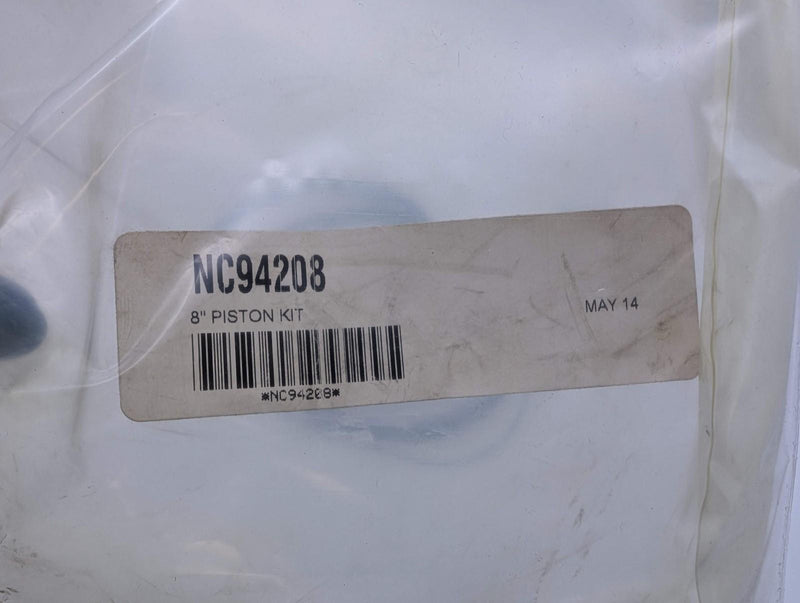 NC94208
8" PISTON KIT
MAY 14
*NC94208*